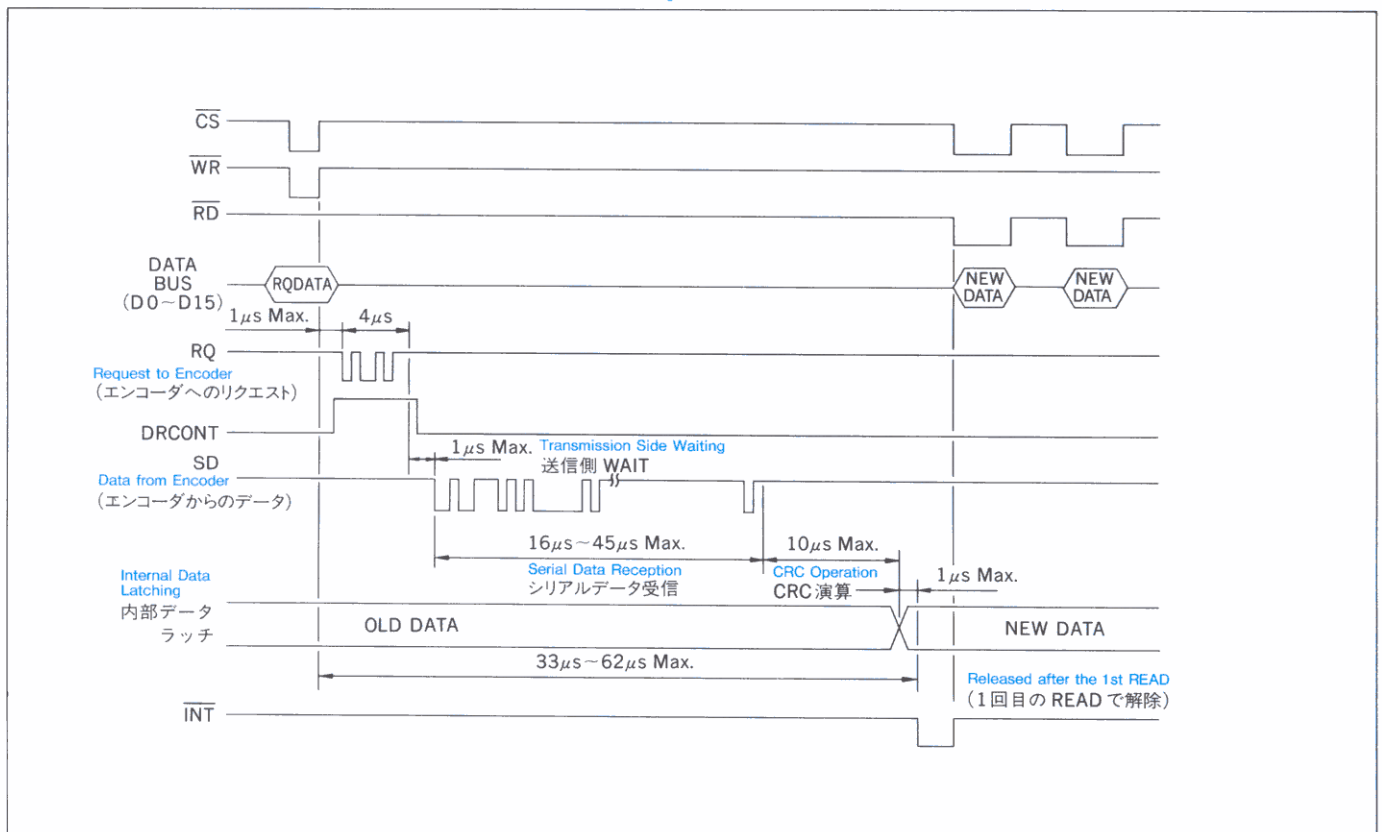 CS
WR
RD
DATA
BUS
(D0~D15)
RQDATA
NEW
DATA
NEW
DATA
1μs Max.
4μs
RQ
Request to Encoder
(エンコーダへのリクエスト)
DRCONT
1μs Max.
Transmission Side Waiting
送信側 WAIT
SD
Data from Encoder
(エンコーダからのデータ)
16μs~45μs Max.
10μs Max.
Serial Data Reception
シリアルデータ受信
CRC Operation
CRC演算
1μs Max.
Internal Data
Latching
内部データ
ラッチ
OLD DATA
NEW DATA
33μs~62μs Max.
Released after the 1st READ
(1回目のREADで解除)
INT